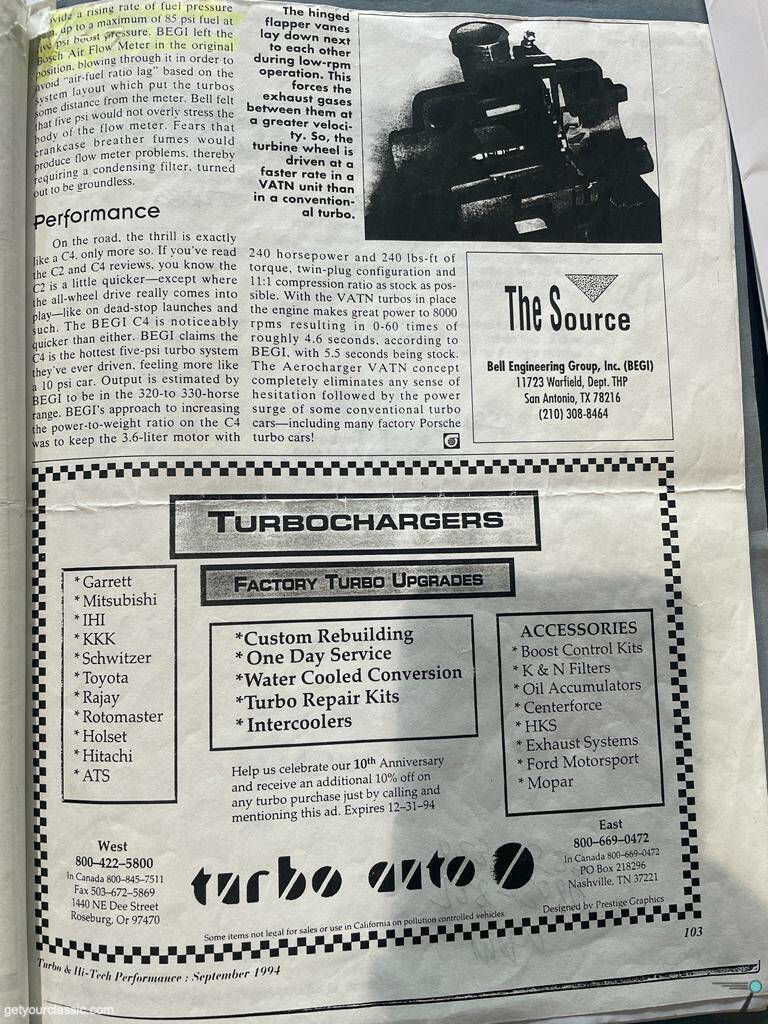 vide a rising rate of fuel pressure
up to a maximum of 85 psi fuel at
five psi boost pressure. BEGI left the
Bosch Air Flow Meter in the original
position, blowing through it in order to
avoid "air-fuel ratio lag" based on the
system layout which put the turbos
some distance from the meter. Bell felt
that five psi would not overly stress the
body of the flow meter. Fears that
crankcase breather fumes would
produce flow meter problems, thereby
requiring a condensing filter, turned
out to be groundless.
Performance
On the road, the thrill is exactly
like a C4, only more so. If you've read
the C2 and C4 reviews, you know the
C2 is a little quicker—except where
the all-wheel drive really comes into
play—like on dead-stop launches and
such. The BEGI C4 is noticeably
quicker than either. BEGI claims the
C4 is the hottest five-psi turbo system
they've ever driven, feeling more like
a 10 psi car. Output is estimated by
BEGI to be in the 320-to 330-horse
range. BEGI's approach to increasing
the power-to-weight ratio on the C4
was to keep the 3.6-liter motor with
The hinged
flapper vanes
lay down next
to each other
during low-rpm
operation. This
forces the
exhaust gases
between them at
a greater veloci-
ty. So, the
turbine wheel is
driven at a
faster rate in a
VATN unit than
in a convention-
al turbo.
240 horsepower and 240 lbs-ft of
torque, twin-plug configuration and
11:1 compression ratio as stock as pos-
sible. With the VATN turbos in place
the engine makes great power to 8000
rpms resulting in 0-60 times of
roughly 4.6 seconds, according to
BEGI, with 5.5 seconds being stock.
The Aerocharger VATN concept
completely eliminates any sense of
hesitation followed by the power
surge of some conventional turbo
cars—including many factory Porsche
turbo cars!
The Source
Bell Engineering Group, Inc. (BEGI)
11723 Warfield, Dept. THP
San Antonio, TX 78216
(210) 308-8464
TURBOCHARGERS
FACTORY TURBO UPGRADES
* Garrett
* Mitsubishi
* IHI
* KKK
* Schwitzer
* Toyota
* Rajay
* Rotomaster
* Holset
* Hitachi
* ATS
*Custom Rebuilding
* One Day Service
*Water Cooled Conversion
*Turbo Repair Kits
* Intercoolers
ACCESSORIES
* Boost Control Kits
* K & N Filters
* Oil Accumulators
* Centerforce
* HKS
* Exhaust Systems
* Ford Motorsport
* Mopar
Help us celebrate our 10th Anniversary
and receive an additional 10% off on
any turbo purchase just by calling and
mentioning this ad. Expires 12-31-94
West
800-422-5800
In Canada 800-845-7511
Fax 503-672-5869
1440 NE Dee Street
Roseburg, Or 97470
turbo auto
East
800-669-0472
In Canada 800-669-0472
PO Box 218296
Nashville, TN 37221
Some items not legal for sales or use in California on pollution controlled vehicles
Designed by Prestige Graphics
103
Turbo & Hi-Tech Performance : September 1994
getyourclassic.com